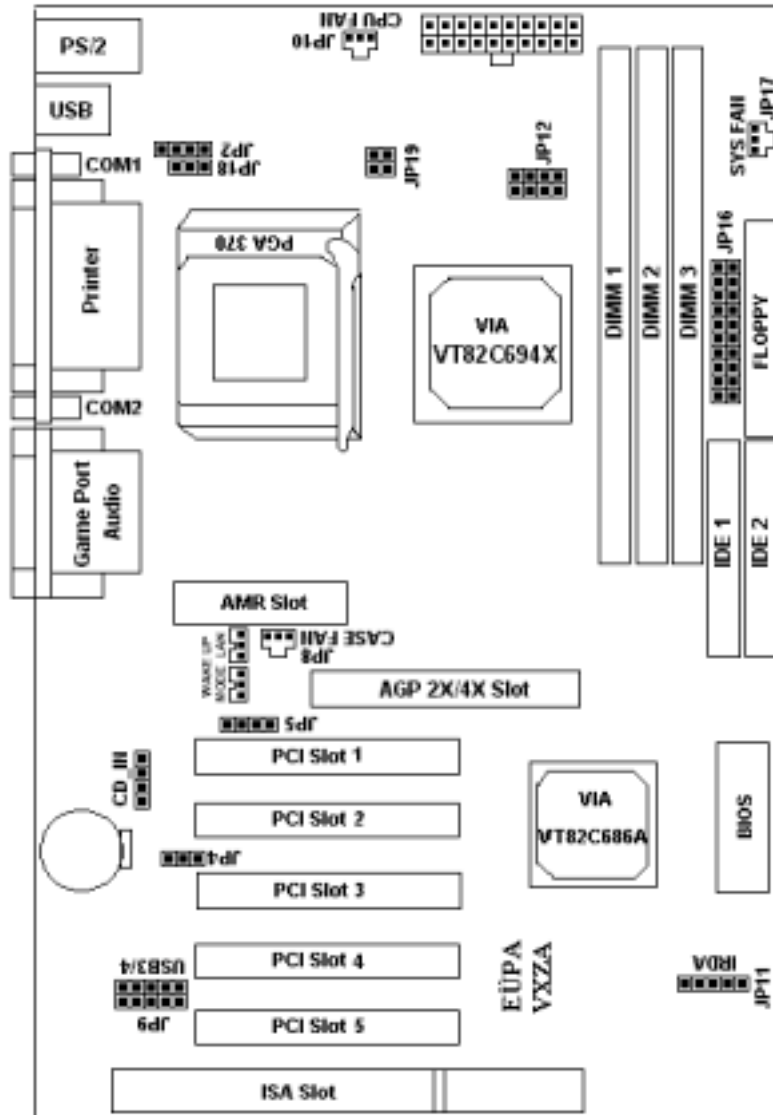 CPU FAN
JP10
PS/2
USB
COM1
JP2
JP18
JP19
JP12
SYS FAN
JP17
JP16
PGA 370
Printer
VIA
VT82C694X
DIMM 1
DIMM 2
DIMM 3
FLOPPY
COM2
Game Port
Audio
IDE 1
IDE 2
AMR Slot
WAKE UP
MODE LAN
CASE FAN
JP8
AGP 2X/4X Slot
JP5
PCI Slot 1
CD_IN
PCI Slot 2
VIA
VT82C686A
BIOS
JP4
PCI Slot 3
USB3/4
JP9
PCI Slot 4
EÜPA
VXZA
IRDA
JP11
PCI Slot 5
ISA Slot